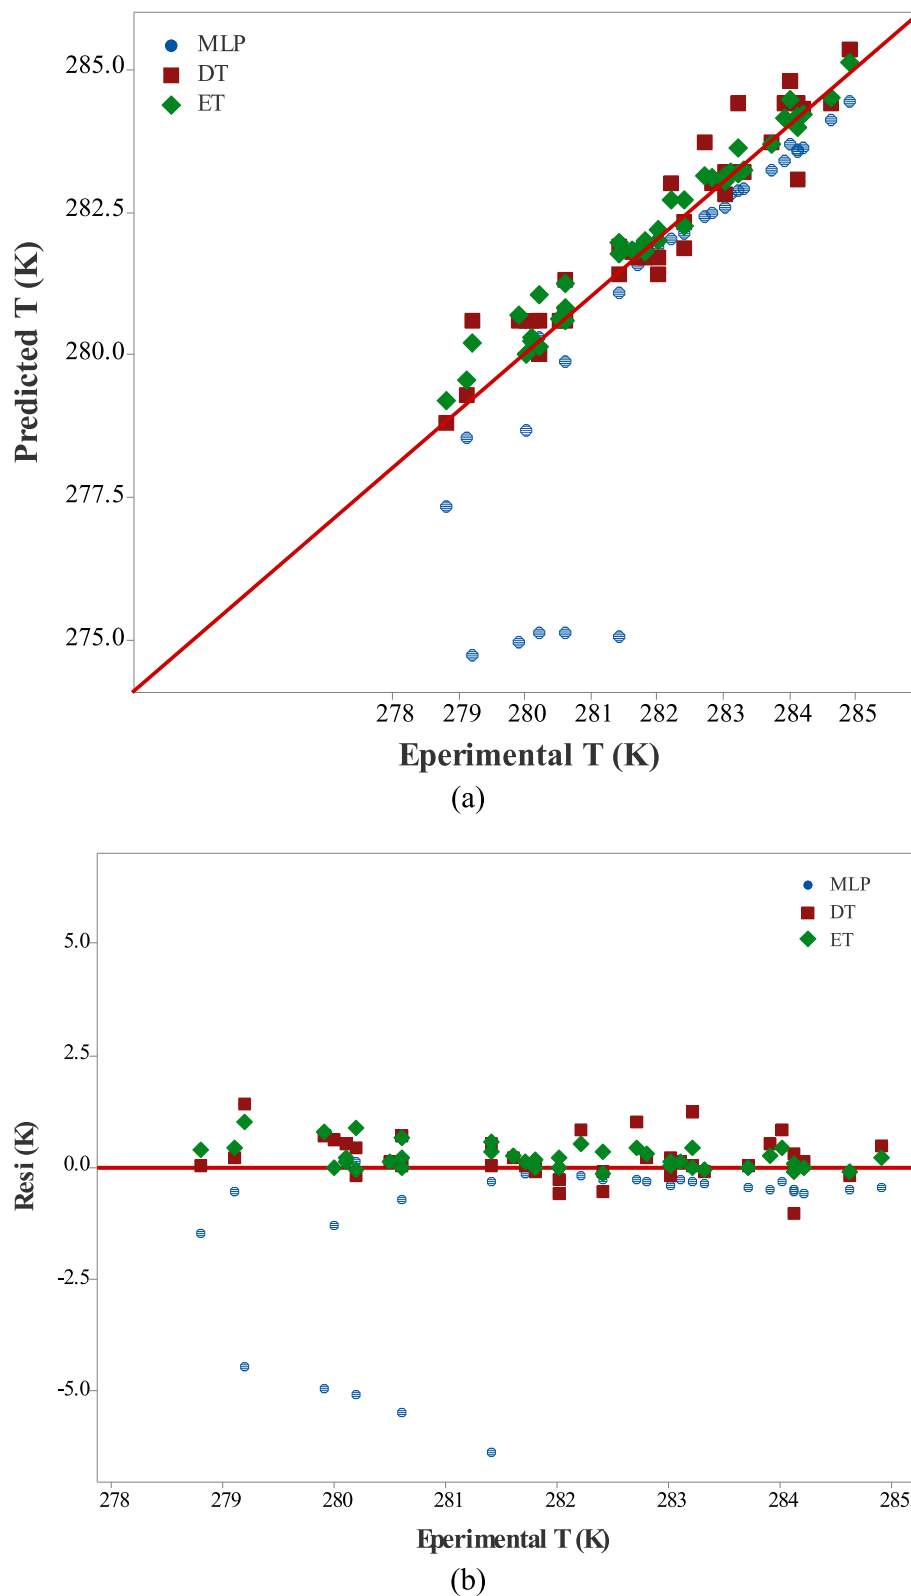 MLP
DT
ET
285.0
282.5
280.0
277.5
275.0
Predicted T (K)
278 279 280 281 282 283 284 285
Eperimental T (K)
(a)
MLP
DT
ET
5.0
2.5
0.0
-2.5
-5.0
Resi (K)
278 279 280 281 282 283 284 285
Eperimental T (K)
(b)